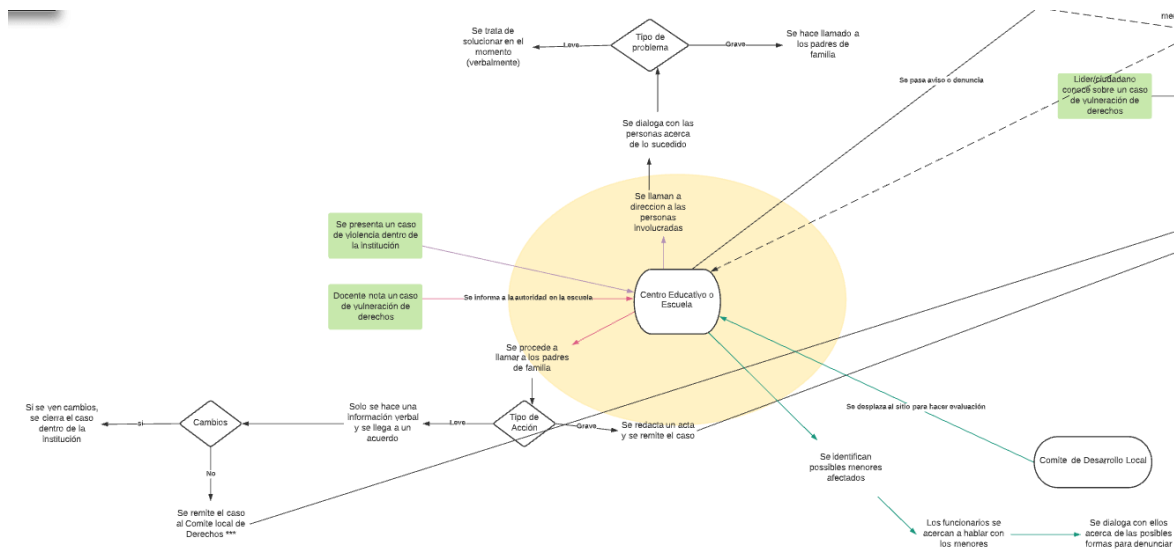 Se trata de
solucionar en el
momento
(verbalmente)
Leve
Tipo de
problema
Grave
Se hace llamado a
los padres de
familia
Se pasa aviso o denuncia
Lider/ciudadano
conoce sobre un caso
de vulneración de
derechos
Se dialoga con las
personas acerca
de lo sucedido
Se llaman a
direccion a las
personas
involucradas
Se presenta un caso
de violencia dentro de
la institución
Docente nota un caso
de vulneración de
derechos
Se informa a la autoridad en la escuela
Centro Educativo o
Escuela
Se procede a
llamar a los padres
de familia
Tipo de
Acción
Leve
Grave
Solo se hace una
información verbal
y se llega a un
acuerdo
Se redacta un acta
y se remite el caso
Cambios
si
Si se ven cambios,
se cierra el caso
dentro de la
institución
No
Se remite el caso
al Comite local de
Derechos ***
Se desplaza al sitio para hacer evaluación
Comite de Desarrollo Local
Se identifican
possibles menores
afectados
Los funcionarios se
acercan a hablar con
los menores
Se dialoga con ellos
acerca de las posibles
formas para denunciar